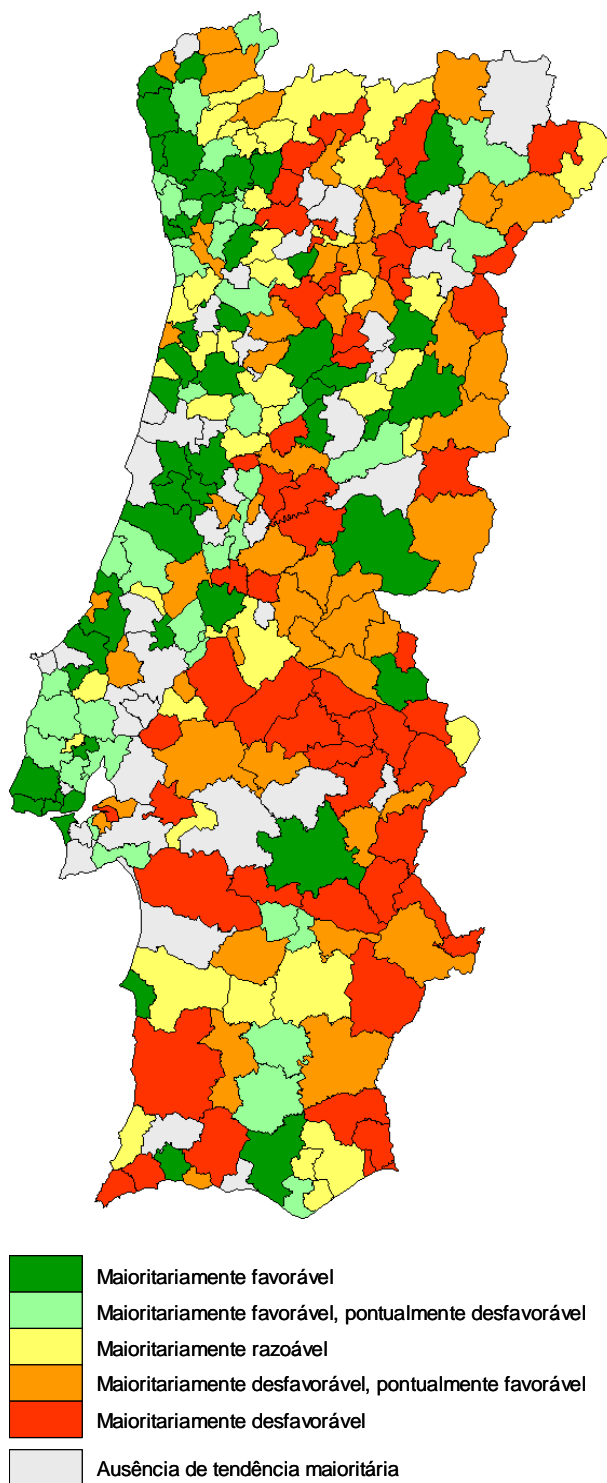 Maioritariamente favorável
Maioritariamente favorável, pontualmente desfavorável
Maioritariamente razoável
Maioritariamente desfavorável, pontualmente favorável
Maioritariamente desfavorável
Ausência de tendência maioritária